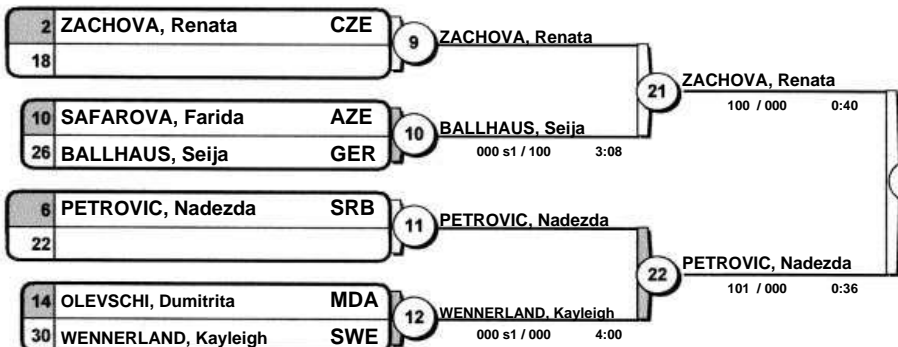 2 ZACHOVA, Renata CZE
18
9
ZACHOVA, Renata
10 SAFAROVA, Farida AZE
26 BALLHAUS, Seija GER
10
BALLHAUS, Seija
000 s1 / 100 3:08
21
ZACHOVA, Renata
100 / 000 0:40
6 PETROVIC, Nadezda SRB
22
11
PETROVIC, Nadezda
14 OLEVSCHI, Dumitrita MDA
30 WENNERLAND, Kayleigh SWE
12
WENNERLAND, Kayleigh
000 s1 / 000 4:00
22
PETROVIC, Nadezda
101 / 000 0:36